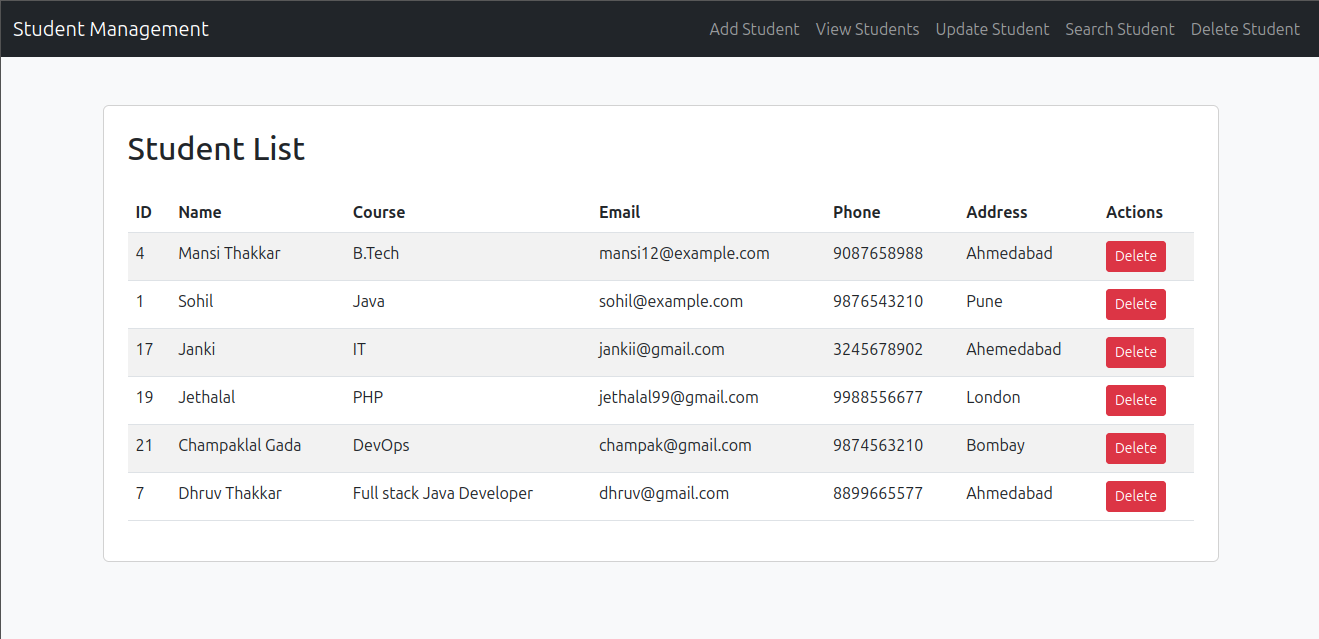 Student Management Add Student View Students Update Student Search Student Delete Student
Student List
ID Name Course Email Phone Address Actions
4 Mansi Thakkar B.Tech mansi12@example.com 9087658988 Ahmedabad Delete
1 Sohil Java sohil@example.com 9876543210 Pune Delete
17 Janki IT jankii@gmail.com 3245678902 Ahemedabad Delete
19 Jethalal PHP jethalal99@gmail.com 9988556677 London Delete
21 Champaklal Gada DevOps champak@gmail.com 9874563210 Bombay Delete
7 Dhruv Thakkar Full stack Java Developer dhruv@gmail.com 8899665577 Ahmedabad Delete